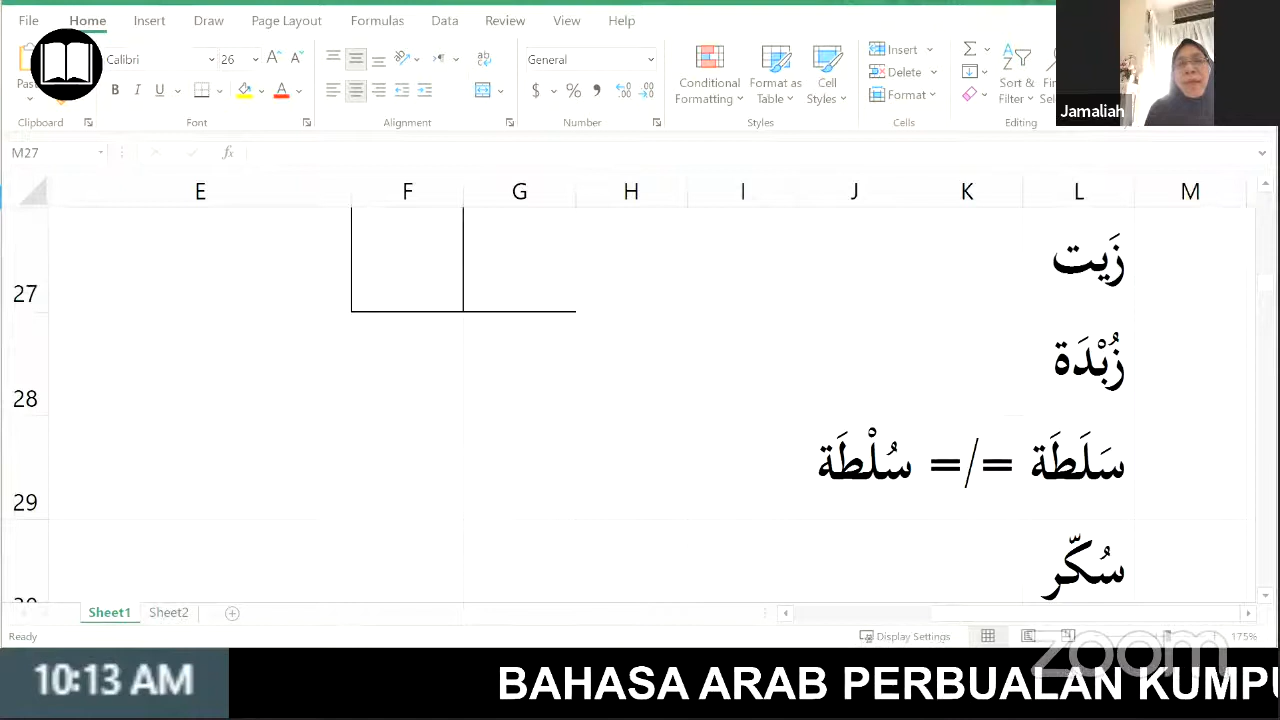 File Home Insert Draw Page Layout Formulas Data Review View Help
Calibri 26 General Conditional Formatting Format Table Cell Styles Insert Delete Format Sort & Filter
B I U $ %
Clipboard Font Alignment Number Styles Cells Editing
Jamaliah
M27 fx
E F G H I J K L M
27 زَيت
28 زُبْدَة
29 سَلَطَة =/= سُلْطَة
سُكّر
Sheet1 Sheet2
Ready Display Settings 175%
zoom
10:13 AM BAHASA ARAB PERBUALAN